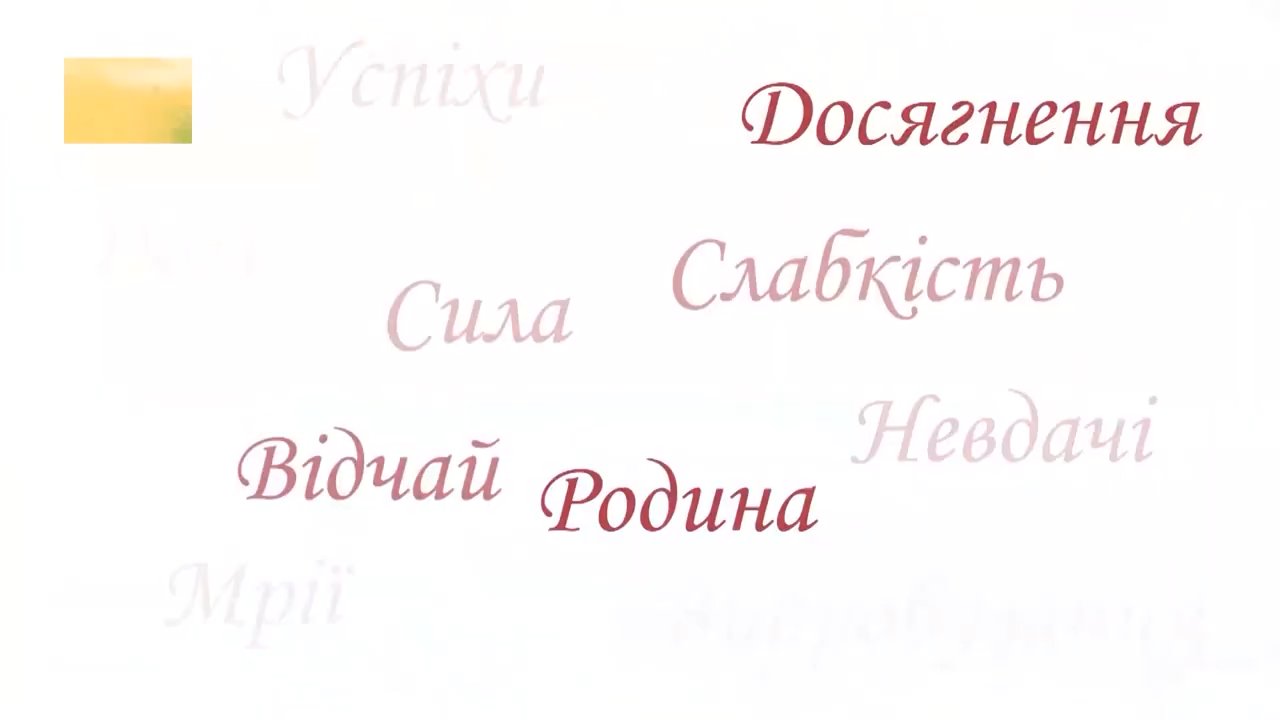 Успіхи
Досягнення
Слабкість
Сила
Невдачі
Відчай
Родина
Мрії